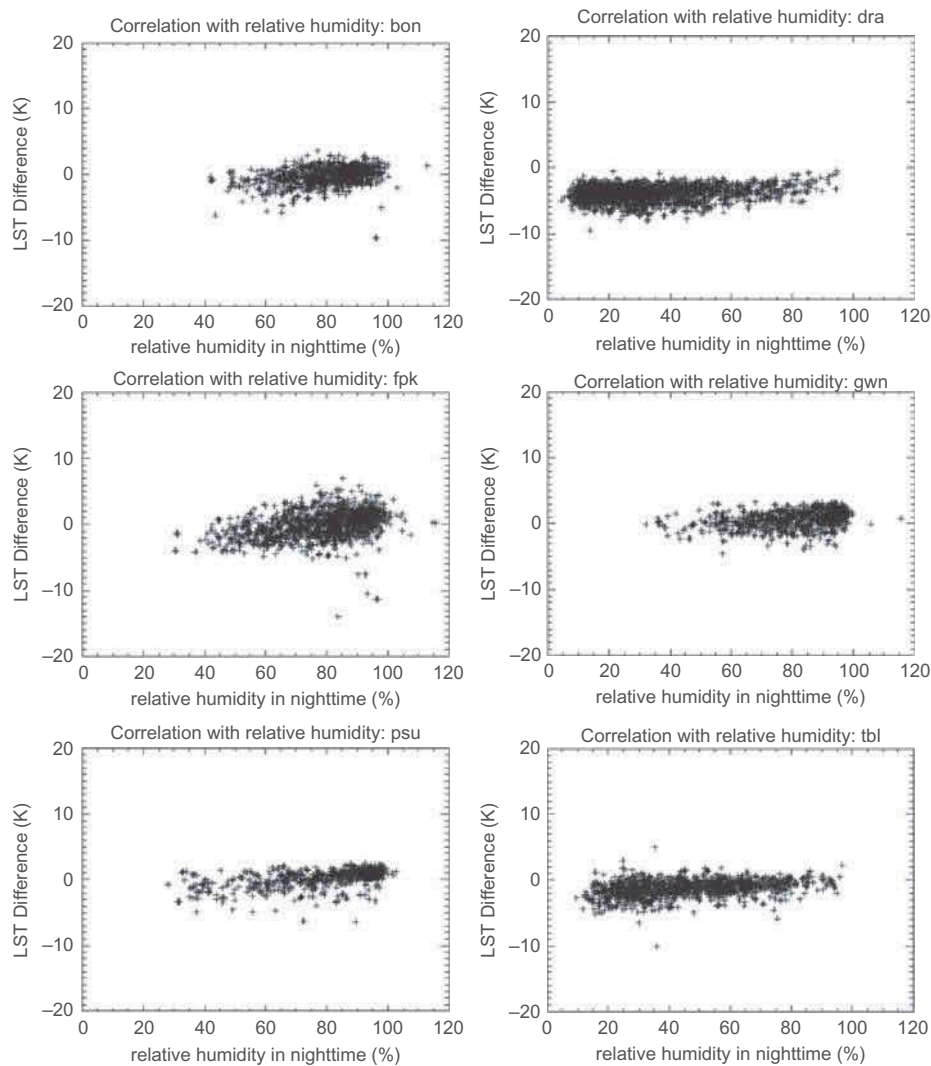 Correlation with relative humidity: bon
20
10
0
–10
–20
LST Difference (K)
0 20 40 60 80 100 120
relative humidity in nighttime (%)
Correlation with relative humidity: dra
20
10
0
–10
–20
LST Difference (K)
0 20 40 60 80 100 120
relative humidity in nighttime (%)
Correlation with relative humidity: fpk
20
10
0
–10
–20
LST Difference (K)
0 20 40 60 80 100 120
relative humidity in nighttime (%)
Correlation with relative humidity: gwn
20
10
0
–10
–20
LST Difference (K)
0 20 40 60 80 100 120
relative humidity in nighttime (%)
Correlation with relative humidity: psu
20
10
0
–10
–20
LST Difference (K)
0 20 40 60 80 100 120
relative humidity in nighttime (%)
Correlation with relative humidity: tbl
20
10
0
–10
–20
LST Difference (K)
0 20 40 60 80 100 120
relative humidity in nighttime (%)